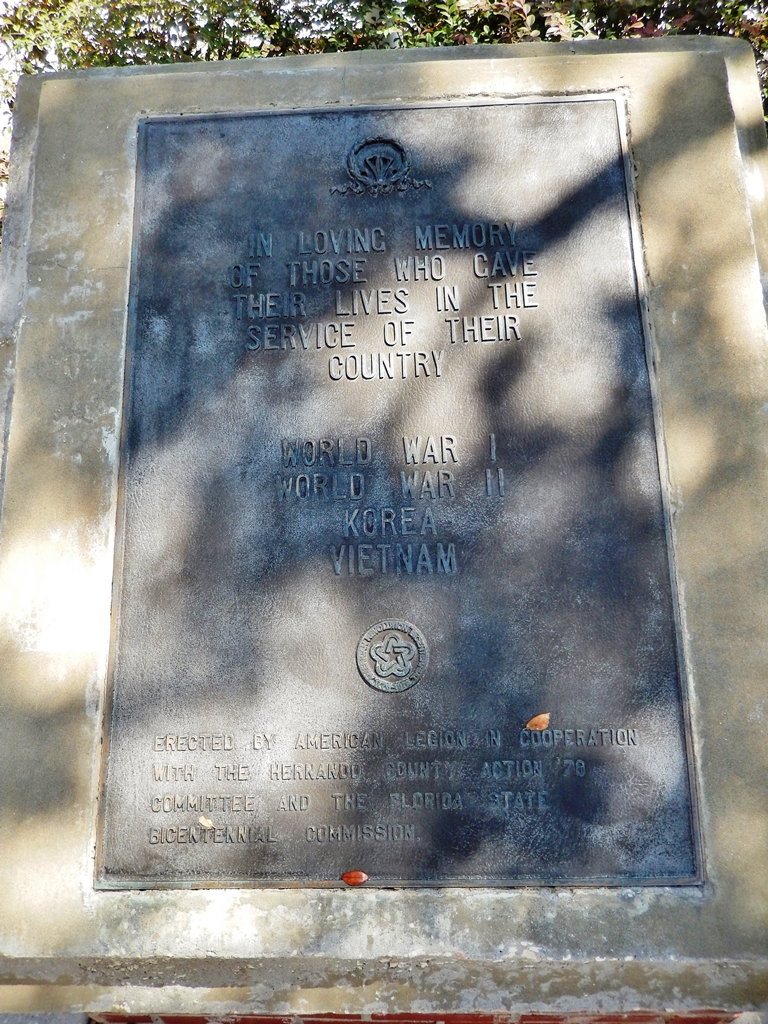 IN LOVING MEMORY
OF THOSE WHO GAVE
THEIR LIVES IN THE
SERVICE OF THEIR
COUNTRY
WORLD WAR I
WORLD WAR II
KOREA
VIETNAM
ERECTED BY AMERICAN LEGION IN COOPERATION
WITH THE HERNANDO COUNTY ACTION '76
COMMITTEE AND THE FLORIDA STATE
BICENTENNIAL COMMISSION.